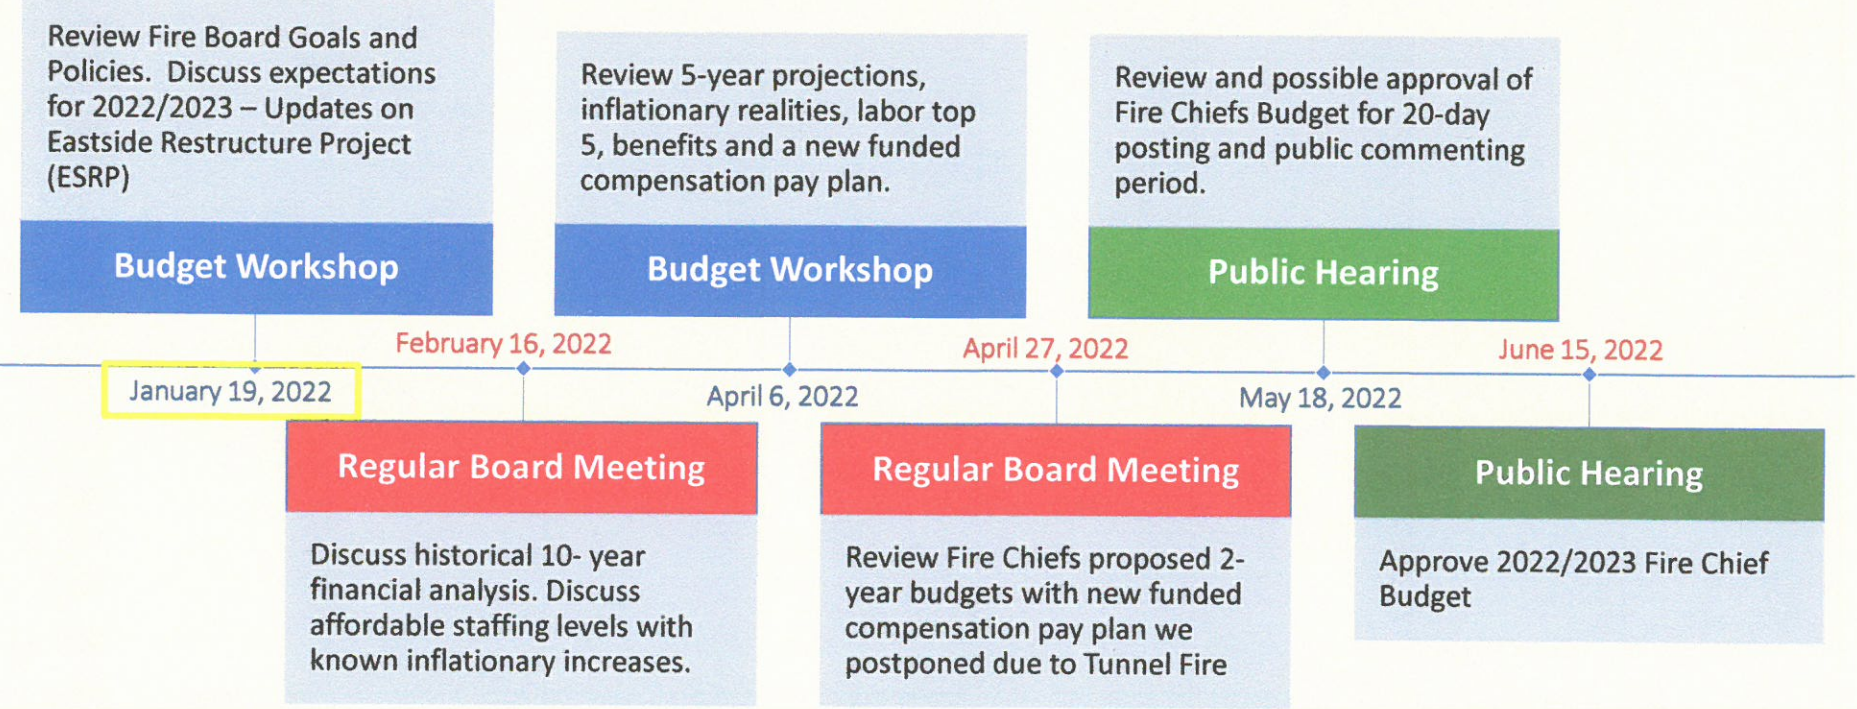 Review Fire Board Goals and
Policies.  Discuss expectations
for 2022/2023 – Updates on
Eastside Restructure Project
(ESRP)
Budget Workshop
January 19, 2022
February 16, 2022
Regular Board Meeting
Discuss historical 10- year
financial analysis. Discuss
affordable staffing levels with
known inflationary increases.
Review 5-year projections,
inflationary realities, labor top
5, benefits and a new funded
compensation pay plan.
Budget Workshop
April 6, 2022
April 27, 2022
Regular Board Meeting
Review Fire Chiefs proposed 2-
year budgets with new funded
compensation pay plan we
postponed due to Tunnel Fire
Review and possible approval of
Fire Chiefs Budget for 20-day
posting and public commenting
period.
Public Hearing
May 18, 2022
June 15, 2022
Public Hearing
Approve 2022/2023 Fire Chief
Budget